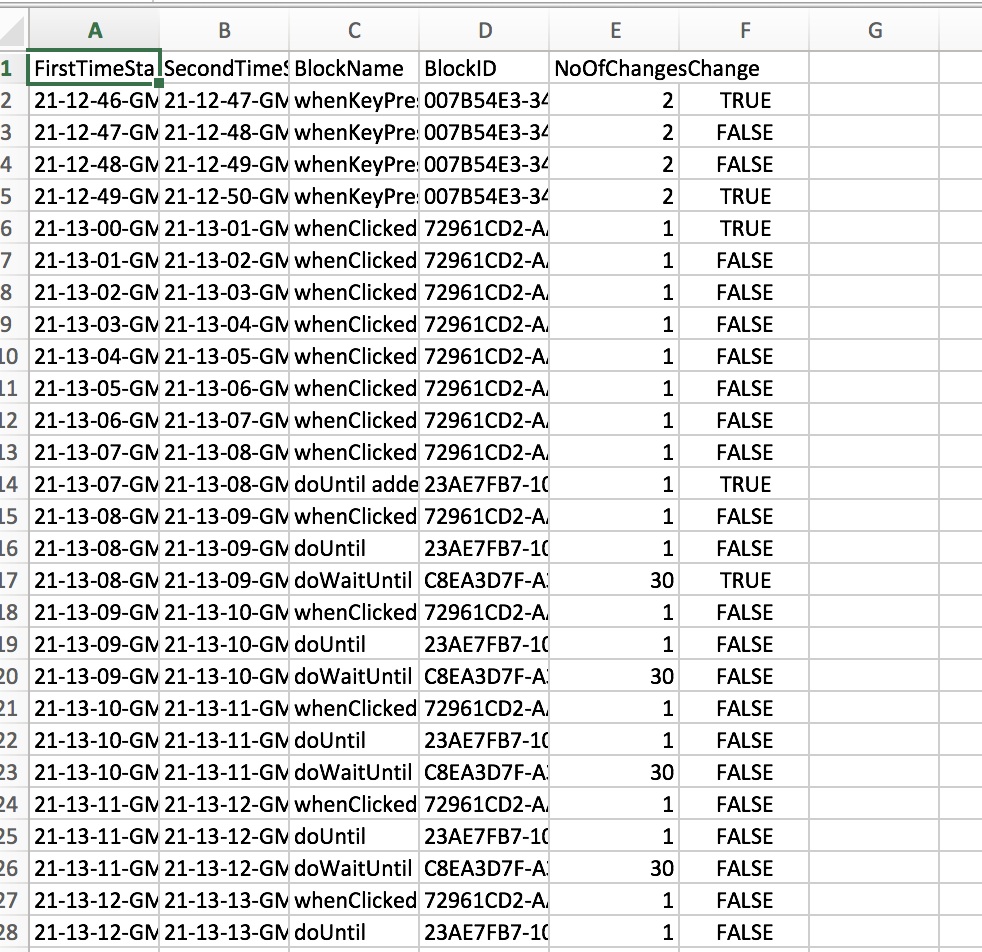 A B C D E F G
1 FirstTimeSta SecondTimeS BlockName BlockID NoOfChanges Change
2 21-12-46-GM 21-12-47-GM whenKeyPres 007B54E3-34 2 TRUE
3 21-12-47-GM 21-12-48-GM whenKeyPres 007B54E3-34 2 FALSE
4 21-12-48-GM 21-12-49-GM whenKeyPres 007B54E3-34 2 FALSE
5 21-12-49-GM 21-12-50-GM whenKeyPres 007B54E3-34 2 TRUE
6 21-13-00-GM 21-13-01-GM whenClicked 72961CD2-AA 1 TRUE
7 21-13-01-GM 21-13-02-GM whenClicked 72961CD2-AA 1 FALSE
8 21-13-02-GM 21-13-03-GM whenClicked 72961CD2-AA 1 FALSE
9 21-13-03-GM 21-13-04-GM whenClicked 72961CD2-AA 1 FALSE
10 21-13-04-GM 21-13-05-GM whenClicked 72961CD2-AA 1 FALSE
11 21-13-05-GM 21-13-06-GM whenClicked 72961CD2-AA 1 FALSE
12 21-13-06-GM 21-13-07-GM whenClicked 72961CD2-AA 1 FALSE
13 21-13-07-GM 21-13-08-GM whenClicked 72961CD2-AA 1 FALSE
14 21-13-07-GM 21-13-08-GM doUntil adde 23AE7FB7-10 1 TRUE
15 21-13-08-GM 21-13-09-GM whenClicked 72961CD2-AA 1 FALSE
16 21-13-08-GM 21-13-09-GM doUntil 23AE7FB7-10 1 FALSE
17 21-13-08-GM 21-13-09-GM doWaitUntil C8EA3D7F-A3 30 TRUE
18 21-13-09-GM 21-13-10-GM whenClicked 72961CD2-AA 1 FALSE
19 21-13-09-GM 21-13-10-GM doUntil 23AE7FB7-10 1 FALSE
20 21-13-09-GM 21-13-10-GM doWaitUntil C8EA3D7F-A3 30 FALSE
21 21-13-10-GM 21-13-11-GM whenClicked 72961CD2-AA 1 FALSE
22 21-13-10-GM 21-13-11-GM doUntil 23AE7FB7-10 1 FALSE
23 21-13-10-GM 21-13-11-GM doWaitUntil C8EA3D7F-A3 30 FALSE
24 21-13-11-GM 21-13-12-GM whenClicked 72961CD2-AA 1 FALSE
25 21-13-11-GM 21-13-12-GM doUntil 23AE7FB7-10 1 FALSE
26 21-13-11-GM 21-13-12-GM doWaitUntil C8EA3D7F-A3 30 FALSE
27 21-13-12-GM 21-13-13-GM whenClicked 72961CD2-AA 1 FALSE
28 21-13-12-GM 21-13-13-GM doUntil 23AE7FB7-10 1 FALSE